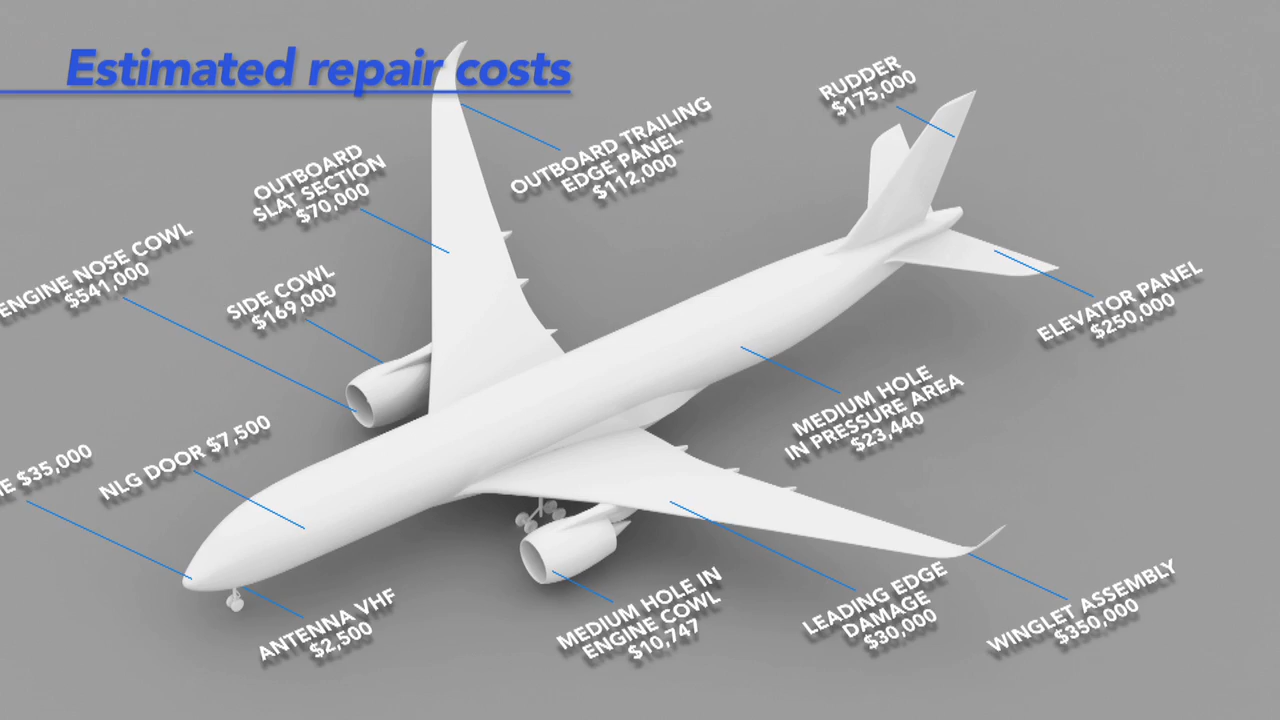 Estimated repair costs
RUDDER
$175,000
OUTBOARD TRAILING
EDGE PANEL
$112,000
OUTBOARD
SLAT SECTION
$70,000
ENGINE NOSE COWL
$541,000
SIDE COWL
$169,000
ELEVATOR PANEL
$250,000
MEDIUM HOLE
IN PRESSURE AREA
$23,440
NLG DOOR $7,500
$35,000
ANTENNA VHF
$2,500
MEDIUM HOLE IN
ENGINE COWL
$10,747
LEADING EDGE
DAMAGE
$30,000
WINGLET ASSEMBLY
$350,000